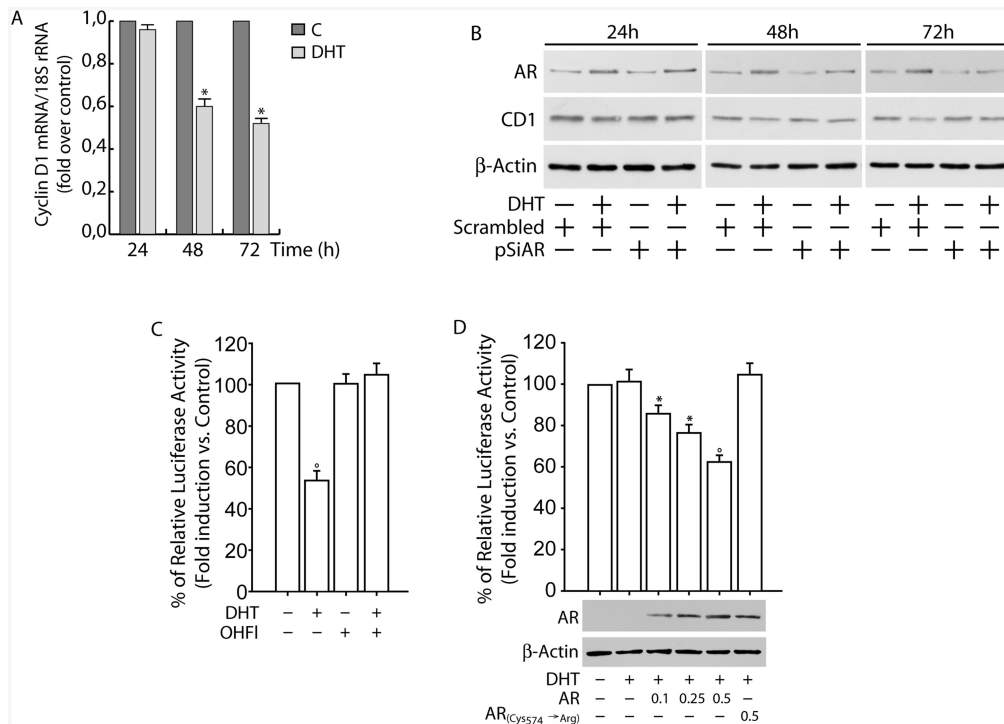 A
Cyclin D1 mRNA/18S rRNA
(fold over control)
1,0
0,8
0,6
0,4
0,2
0,0
C
DHT
*
*
24 48 72 Time (h)
B
24h 48h 72h
AR
CD1
β-Actin
DHT − + − + − + − + − + − +
Scrambled + + − − + + − − + + − −
pSiAR − − + + − − + + − − + +
C
% of Relative Luciferase Activity
(Fold induction vs. Control)
120
100
80
60
40
20
0
°
DHT − + − +
OHFl − − + +
D
% of Relative Luciferase Activity
(Fold induction vs. Control)
120
100
80
60
40
20
0
* * °
AR
β-Actin
DHT − + + + + +
AR − − 0.1 0.25 0.5 −
AR(Cys574 → Arg) − − − − − 0.5